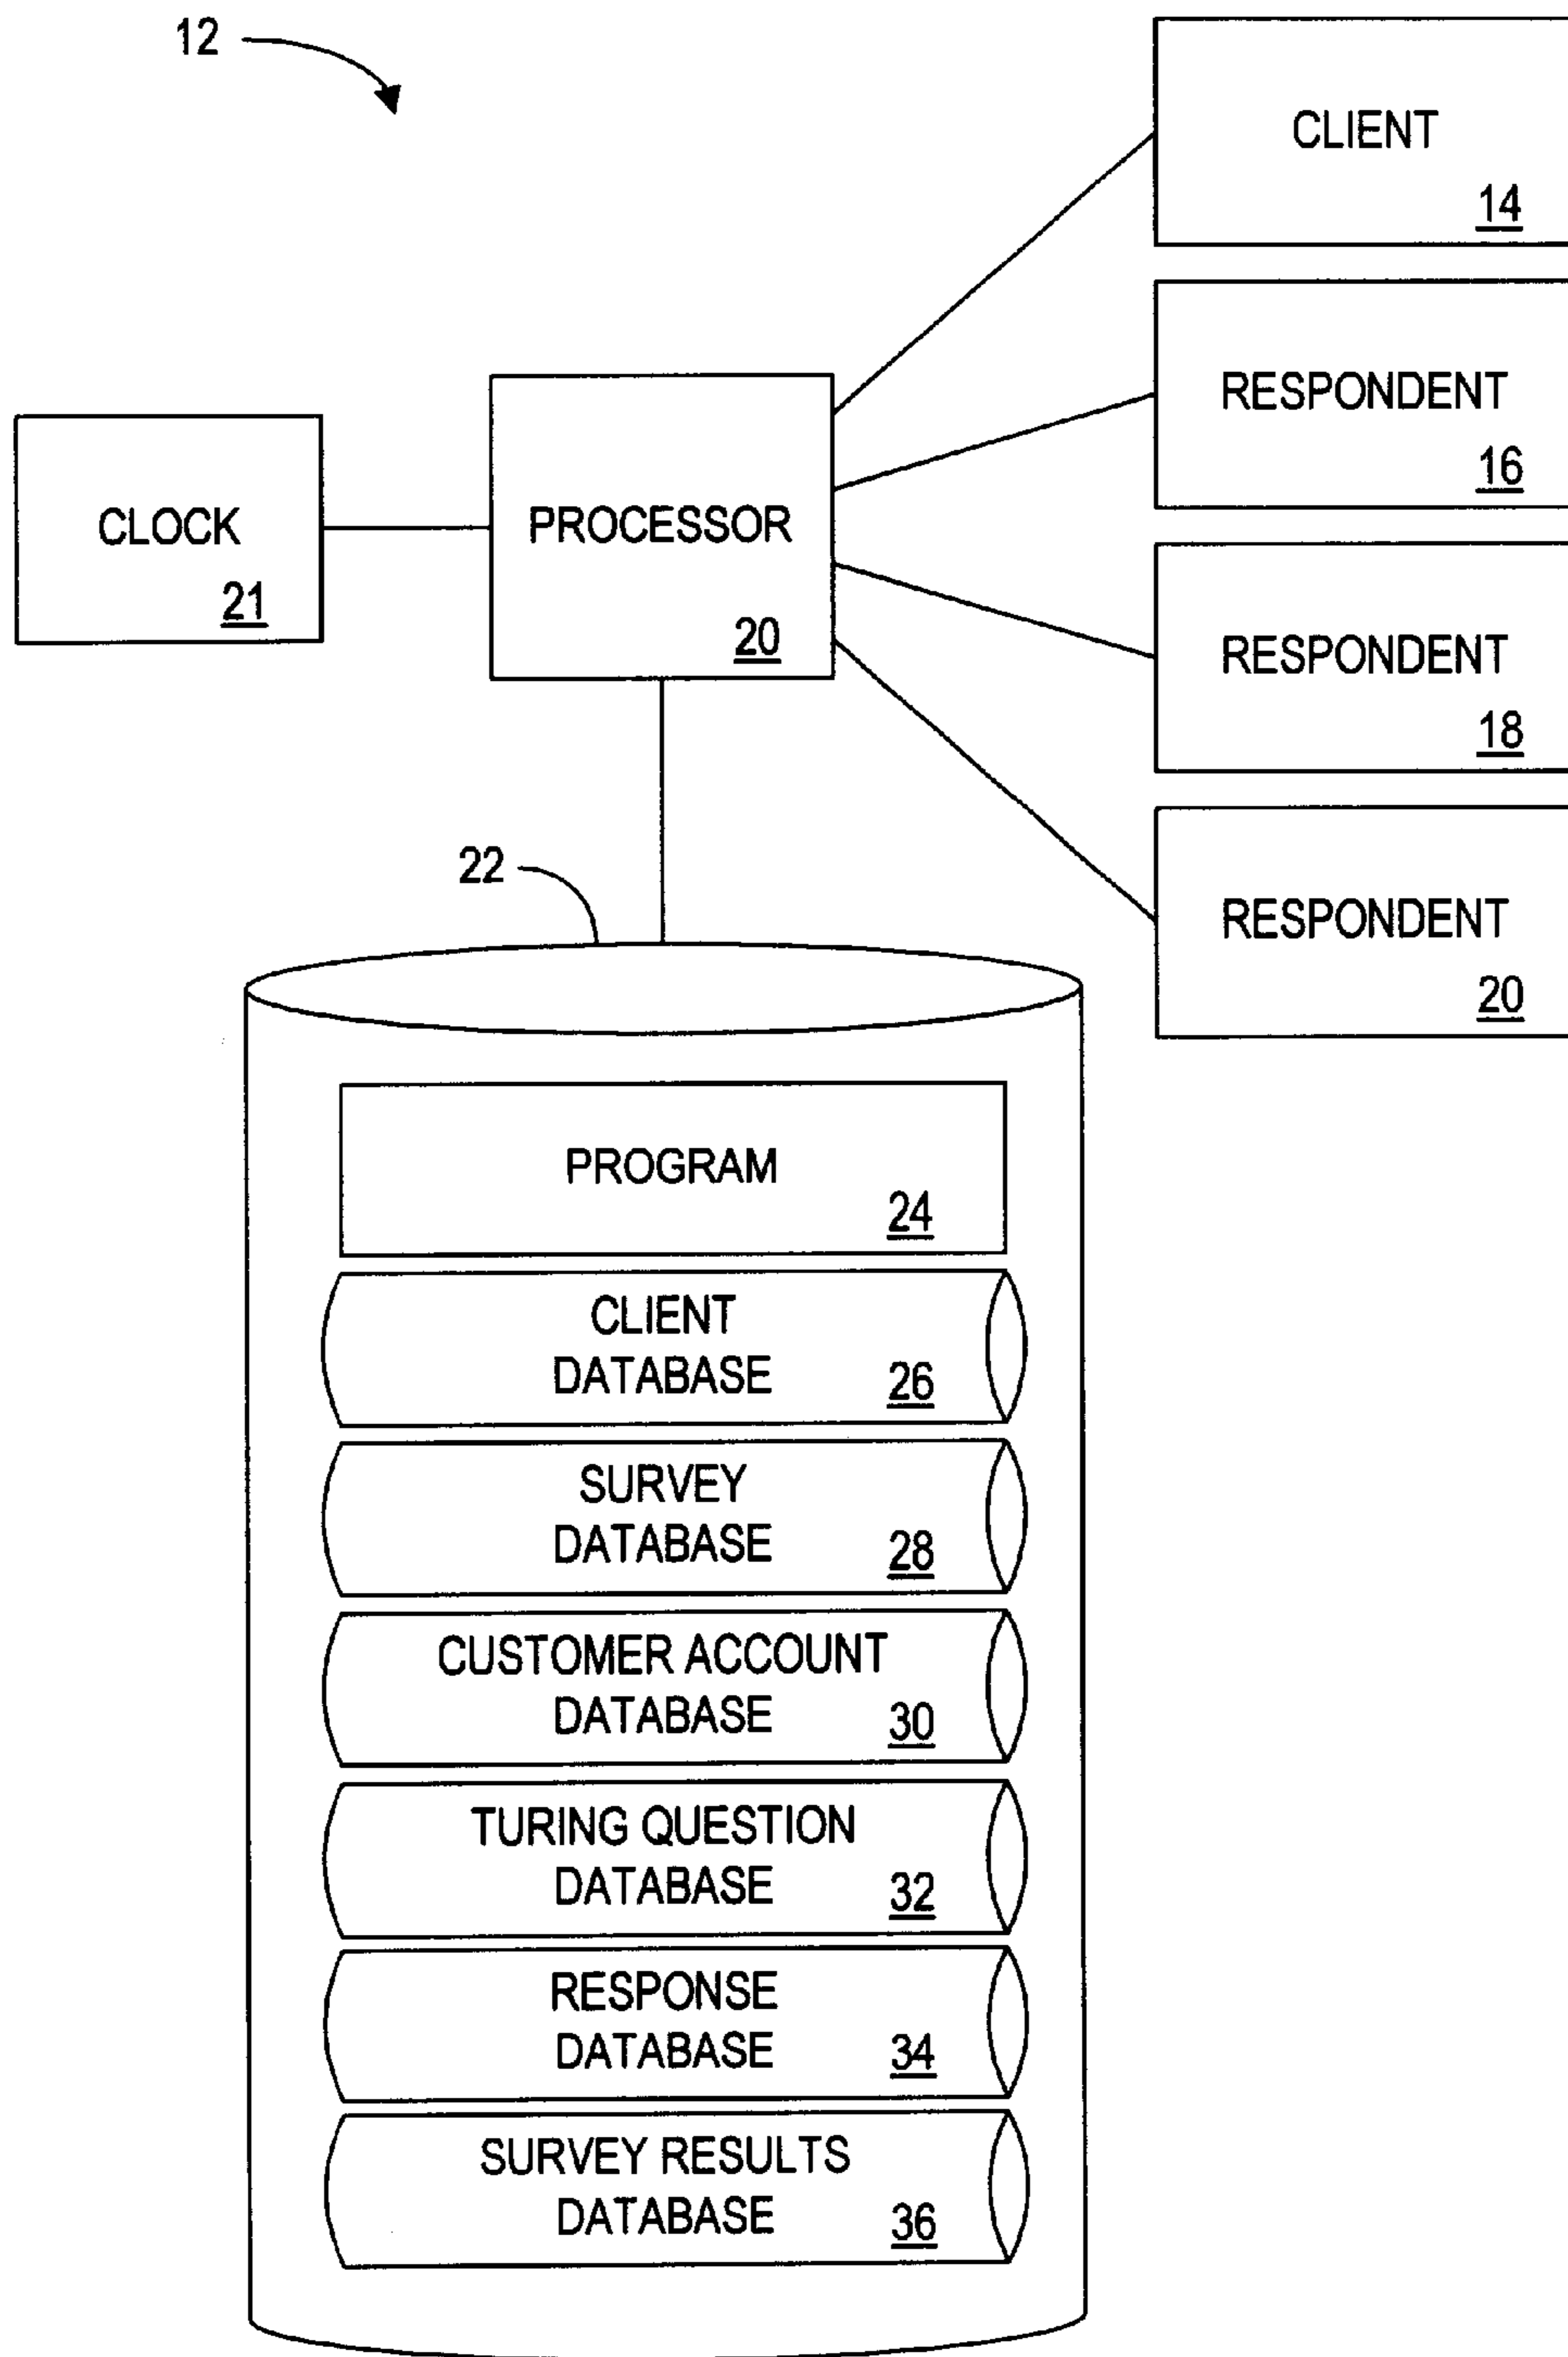 12
CLIENT
14
RESPONDENT
16
CLOCK
21
PROCESSOR
20
RESPONDENT
18
RESPONDENT
20
22
PROGRAM
24
CLIENT
DATABASE 26
SURVEY
DATABASE 28
CUSTOMER ACCOUNT
DATABASE 30
TURING QUESTION
DATABASE 32
RESPONSE
DATABASE 34
SURVEY RESULTS
DATABASE 36